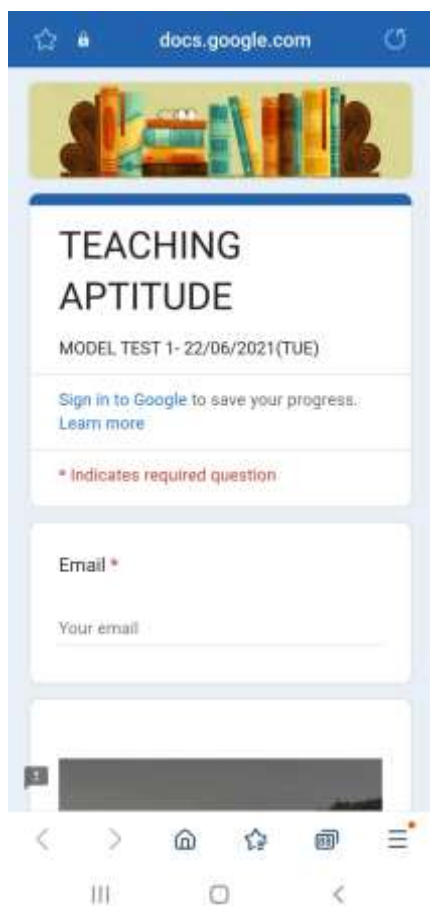 docs.google.com
TEACHING
APTITUDE
MODEL TEST 1- 22/06/2021(TUE)
Sign in to Google to save your progress.
Learn more
* Indicates required question
Email *
Your email
1